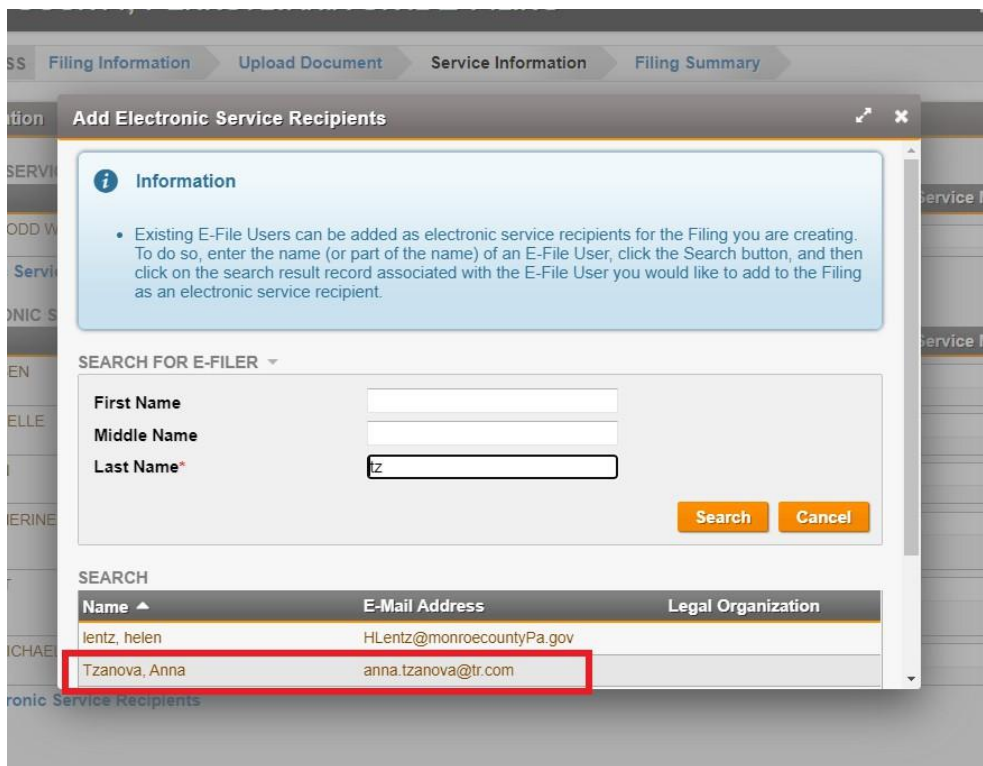 SS Filing Information Upload Document Service Information Filing Summary
Add Electronic Service Recipients
Information
• Existing E-File Users can be added as electronic service recipients for the Filing you are creating.
To do so, enter the name (or part of the name) of an E-File User, click the Search button, and then
click on the search result record associated with the E-File User you would like to add to the Filing
as an electronic service recipient.
SEARCH FOR E-FILER
First Name
Middle Name
Last Name* tz
Search Cancel
SEARCH
Name E-Mail Address Legal Organization
lentz, helen HLentz@monroecountyPa.gov
Tzanova, Anna anna.tzanova@tr.com
ronic Service Recipients